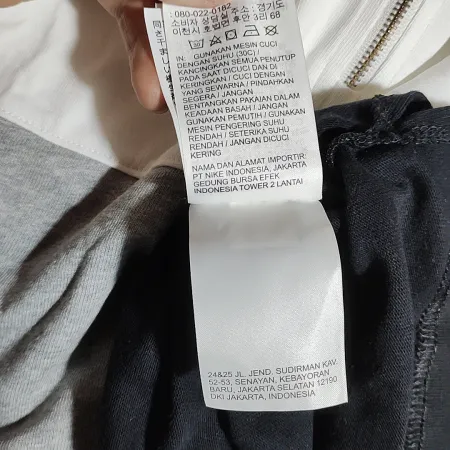 : 080-022-0182
소비자 상담실 주소 : 경기도
이천시 호법면 후안 3리 68
IN: GUNAKAN MESIN CUCI
DENGAN SUHU (30C) /
KANCINGKAN SEMUA PENUTUP
PADA SAAT DICUCI DAN DI
KERINGKAN / CUCI DENGAN
YANG SEWARNA / PINDAHKAN
SEGERA / JANGAN
BENTANGKAN PAKAIAN DALAM
KEADAAN BASAH / JANGAN
GUNAKAN PEMUTIH / GUNAKAN
MESIN PENGERING SUHU
RENDAH / SETERIKA SUHU
RENDAH / JANGAN DICUCI
KERING
NAMA DAN ALAMAT IMPORTIR:
PT NIKE INDONESIA, JAKARTA
GEDUNG BURSA EFEK
INDONESIA TOWER 2 LANTAI
24&25 JL. JEND. SUDIRMAN KAV.
52-53, SENAYAN, KEBAYORAN
BARU, JAKARTA SELATAN 12190
DKI JAKARTA, INDONESIA